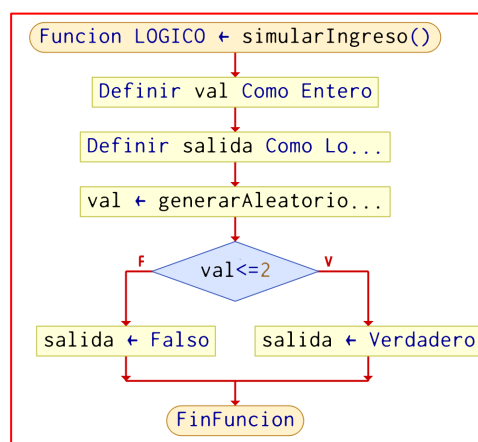 Funcion LOGICO ← simularIngreso()
Definir val Como Entero
Definir salida Como Lo...
val ← generarAleatorio...
F
val<=2
V
salida ← Falso
salida ← Verdadero
FinFuncion